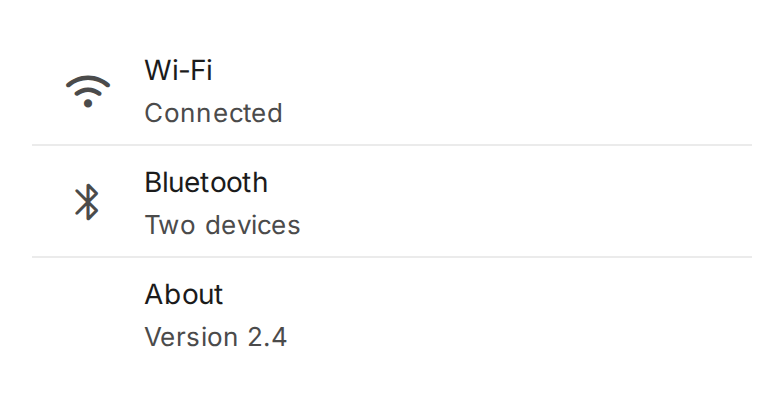 Wi-Fi
Connected
Bluetooth
Two devices
About
Version 2.4